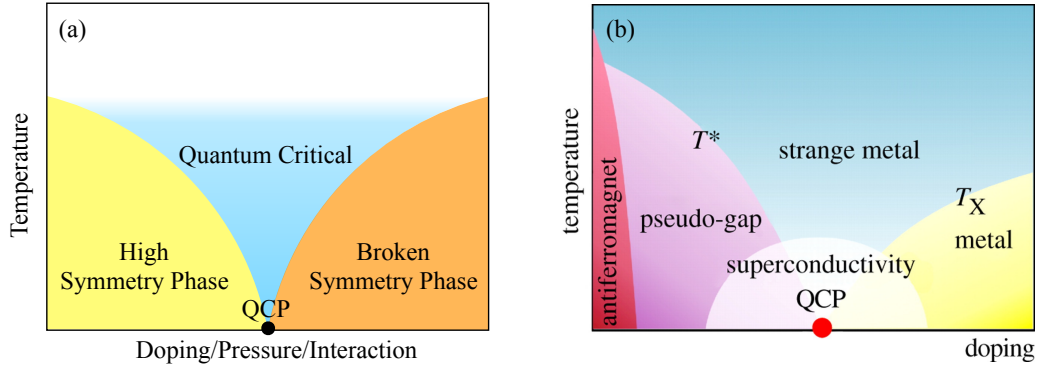 (a)
Temperature
Quantum Critical
High
Symmetry Phase
Broken
Symmetry Phase
QCP
Doping/Pressure/Interaction
(b)
temperature
antiferromagnet
T*
strange metal
pseudo-gap
TX
metal
superconductivity
QCP
doping